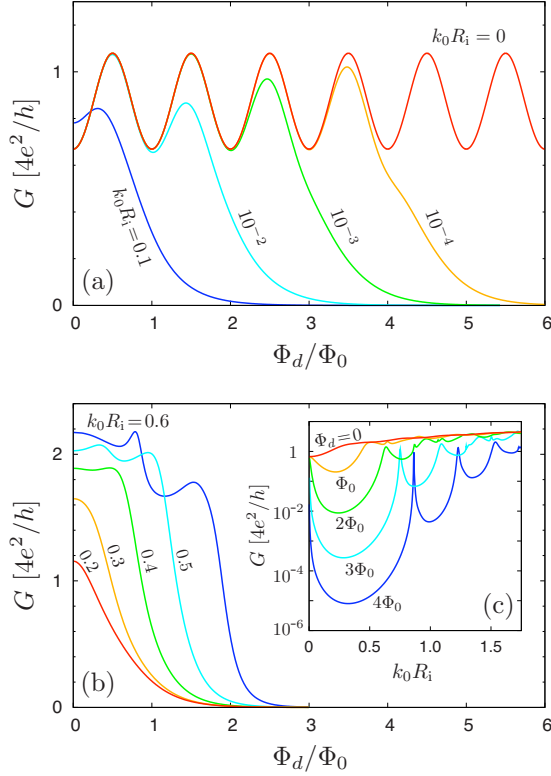 k₀Rᵢ = 0
1
G [4e²/h]
k₀Rᵢ = 0.1
10⁻²
10⁻³
10⁻⁴
(a)
0
0 1 2 3 4 5 6
Φ_d/Φ₀
k₀Rᵢ = 0.6
2
1
0
G [4e²/h]
0.2
0.3
0.4
0.5
(b)
0 1 2 3 4 5 6
Φ_d/Φ₀
Φ_d = 0
Φ₀
2Φ₀
3Φ₀
4Φ₀
(c)
G [4e²/h]
1
10⁻²
10⁻⁴
10⁻⁶
0 0.5 1.0 1.5
k₀Rᵢ